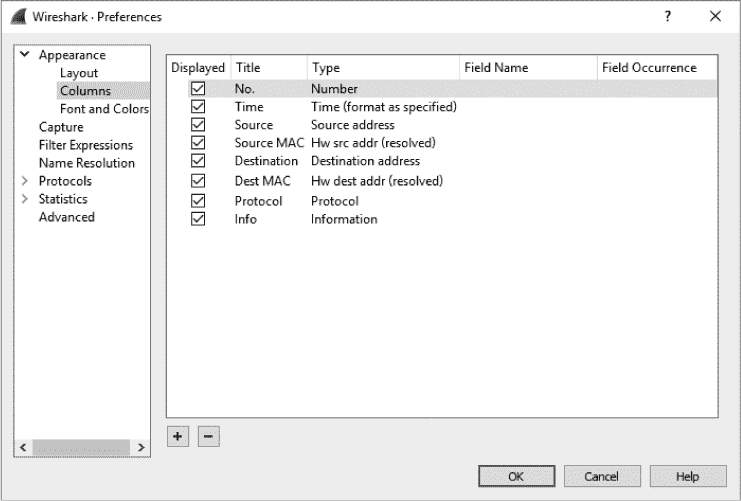 Wireshark · Preferences
?
Appearance
Layout
Columns
Font and Colors
Capture
Filter Expressions
Name Resolution
Protocols
Statistics
Advanced
Displayed Title Type Field Name Field Occurrence
No. Number
Time Time (format as specified)
Source Source address
Source MAC Hw src addr (resolved)
Destination Destination address
Dest MAC Hw dest addr (resolved)
Protocol Protocol
Info Information
+ −
OK Cancel Help